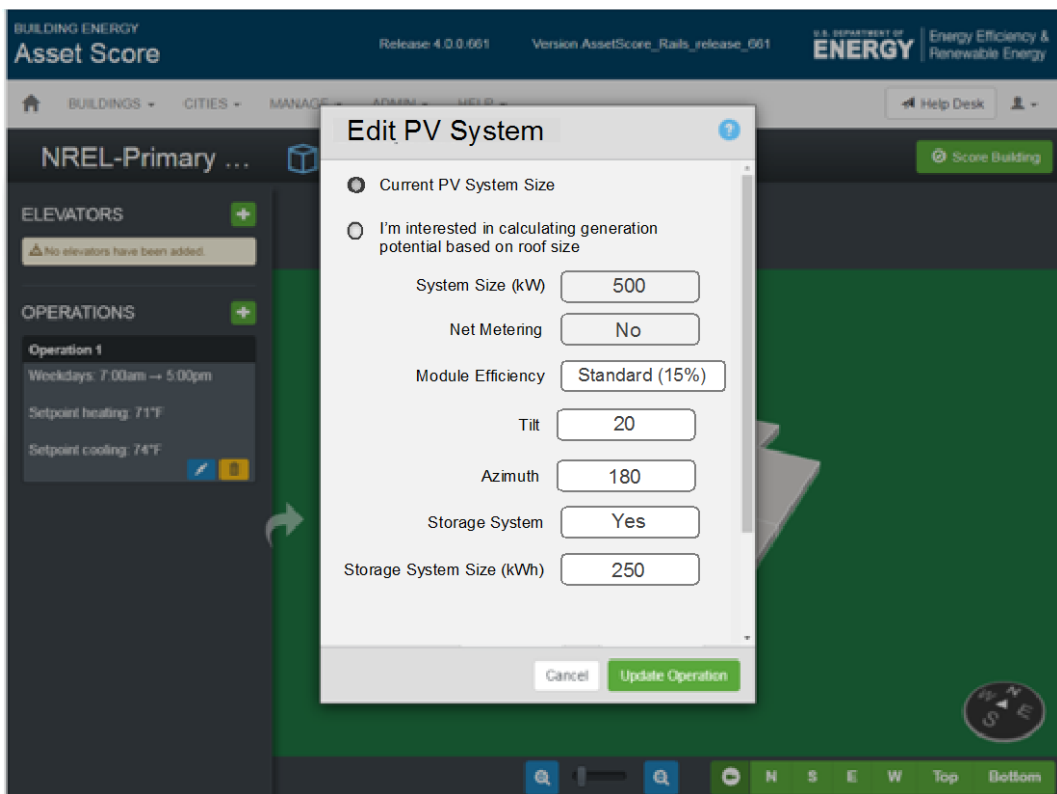 BUILDING ENERGY
Asset Score
Release 4.0.0.661
Version AssetScore_Rails_release_661
U.S. DEPARTMENT OF
ENERGY
Energy Efficiency &
Renewable Energy
BUILDINGS
CITIES
MANAGE
ADMIN
HELP
Help Desk
NREL-Primary ...
Score Building
ELEVATORS
No elevators have been added.
OPERATIONS
Operation 1
Weekdays: 7:00am → 5:00pm
Setpoint heating: 71°F
Setpoint cooling: 74°F
Edit PV System
?
Current PV System Size
I'm interested in calculating generation
potential based on roof size
System Size (kW) 500
Net Metering No
Module Efficiency Standard (15%)
Tilt 20
Azimuth 180
Storage System Yes
Storage System Size (kWh) 250
Cancel
Update Operation
W N
S E
N S E W Top Bottom